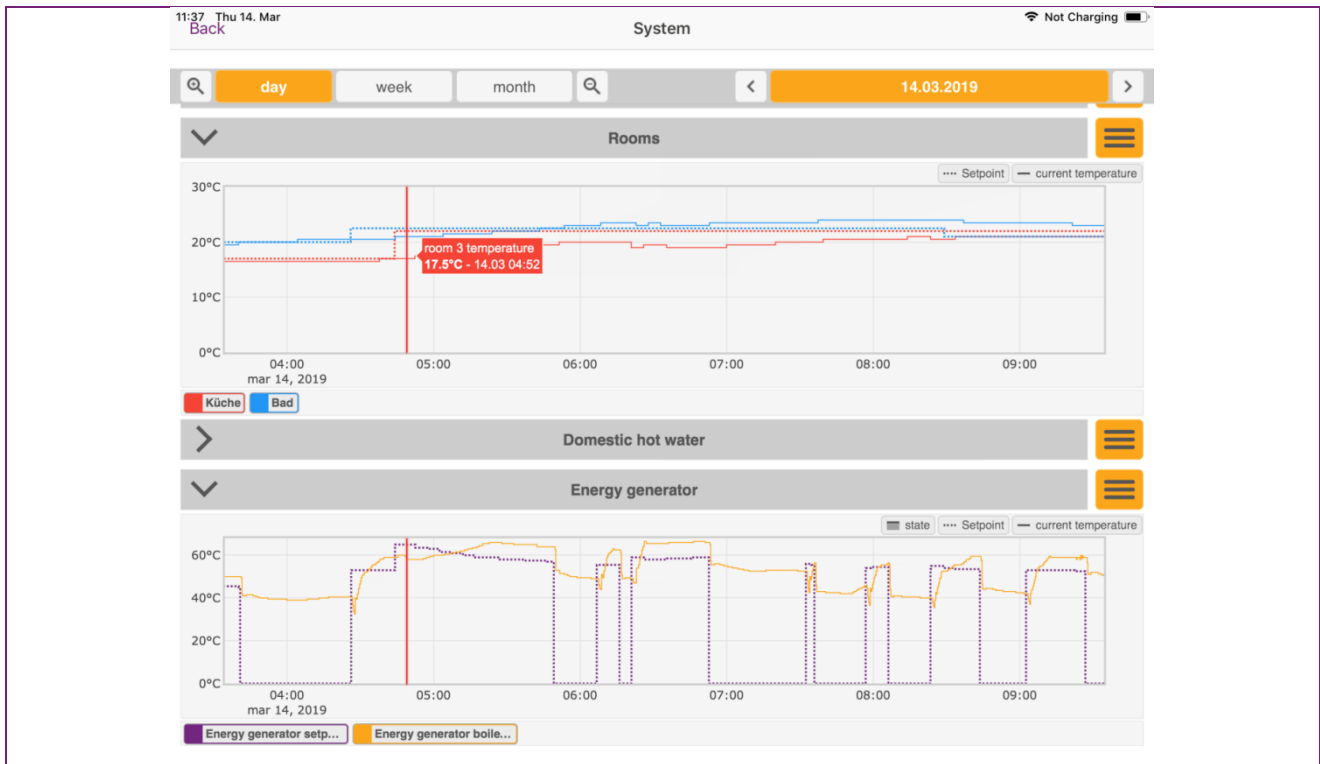 11:37 Thu 14. Mar
Not Charging
Back
System
day week month
14.03.2019
Rooms
Setpoint current temperature
30°C
20°C
10°C
0°C
room 3 temperature
17.5°C - 14.03 04:52
04:00 05:00 06:00 07:00 08:00 09:00
mar 14, 2019
Küche Bad
Domestic hot water
Energy generator
state Setpoint current temperature
60°C
40°C
20°C
0°C
04:00 05:00 06:00 07:00 08:00 09:00
mar 14, 2019
Energy generator setp... Energy generator boile...